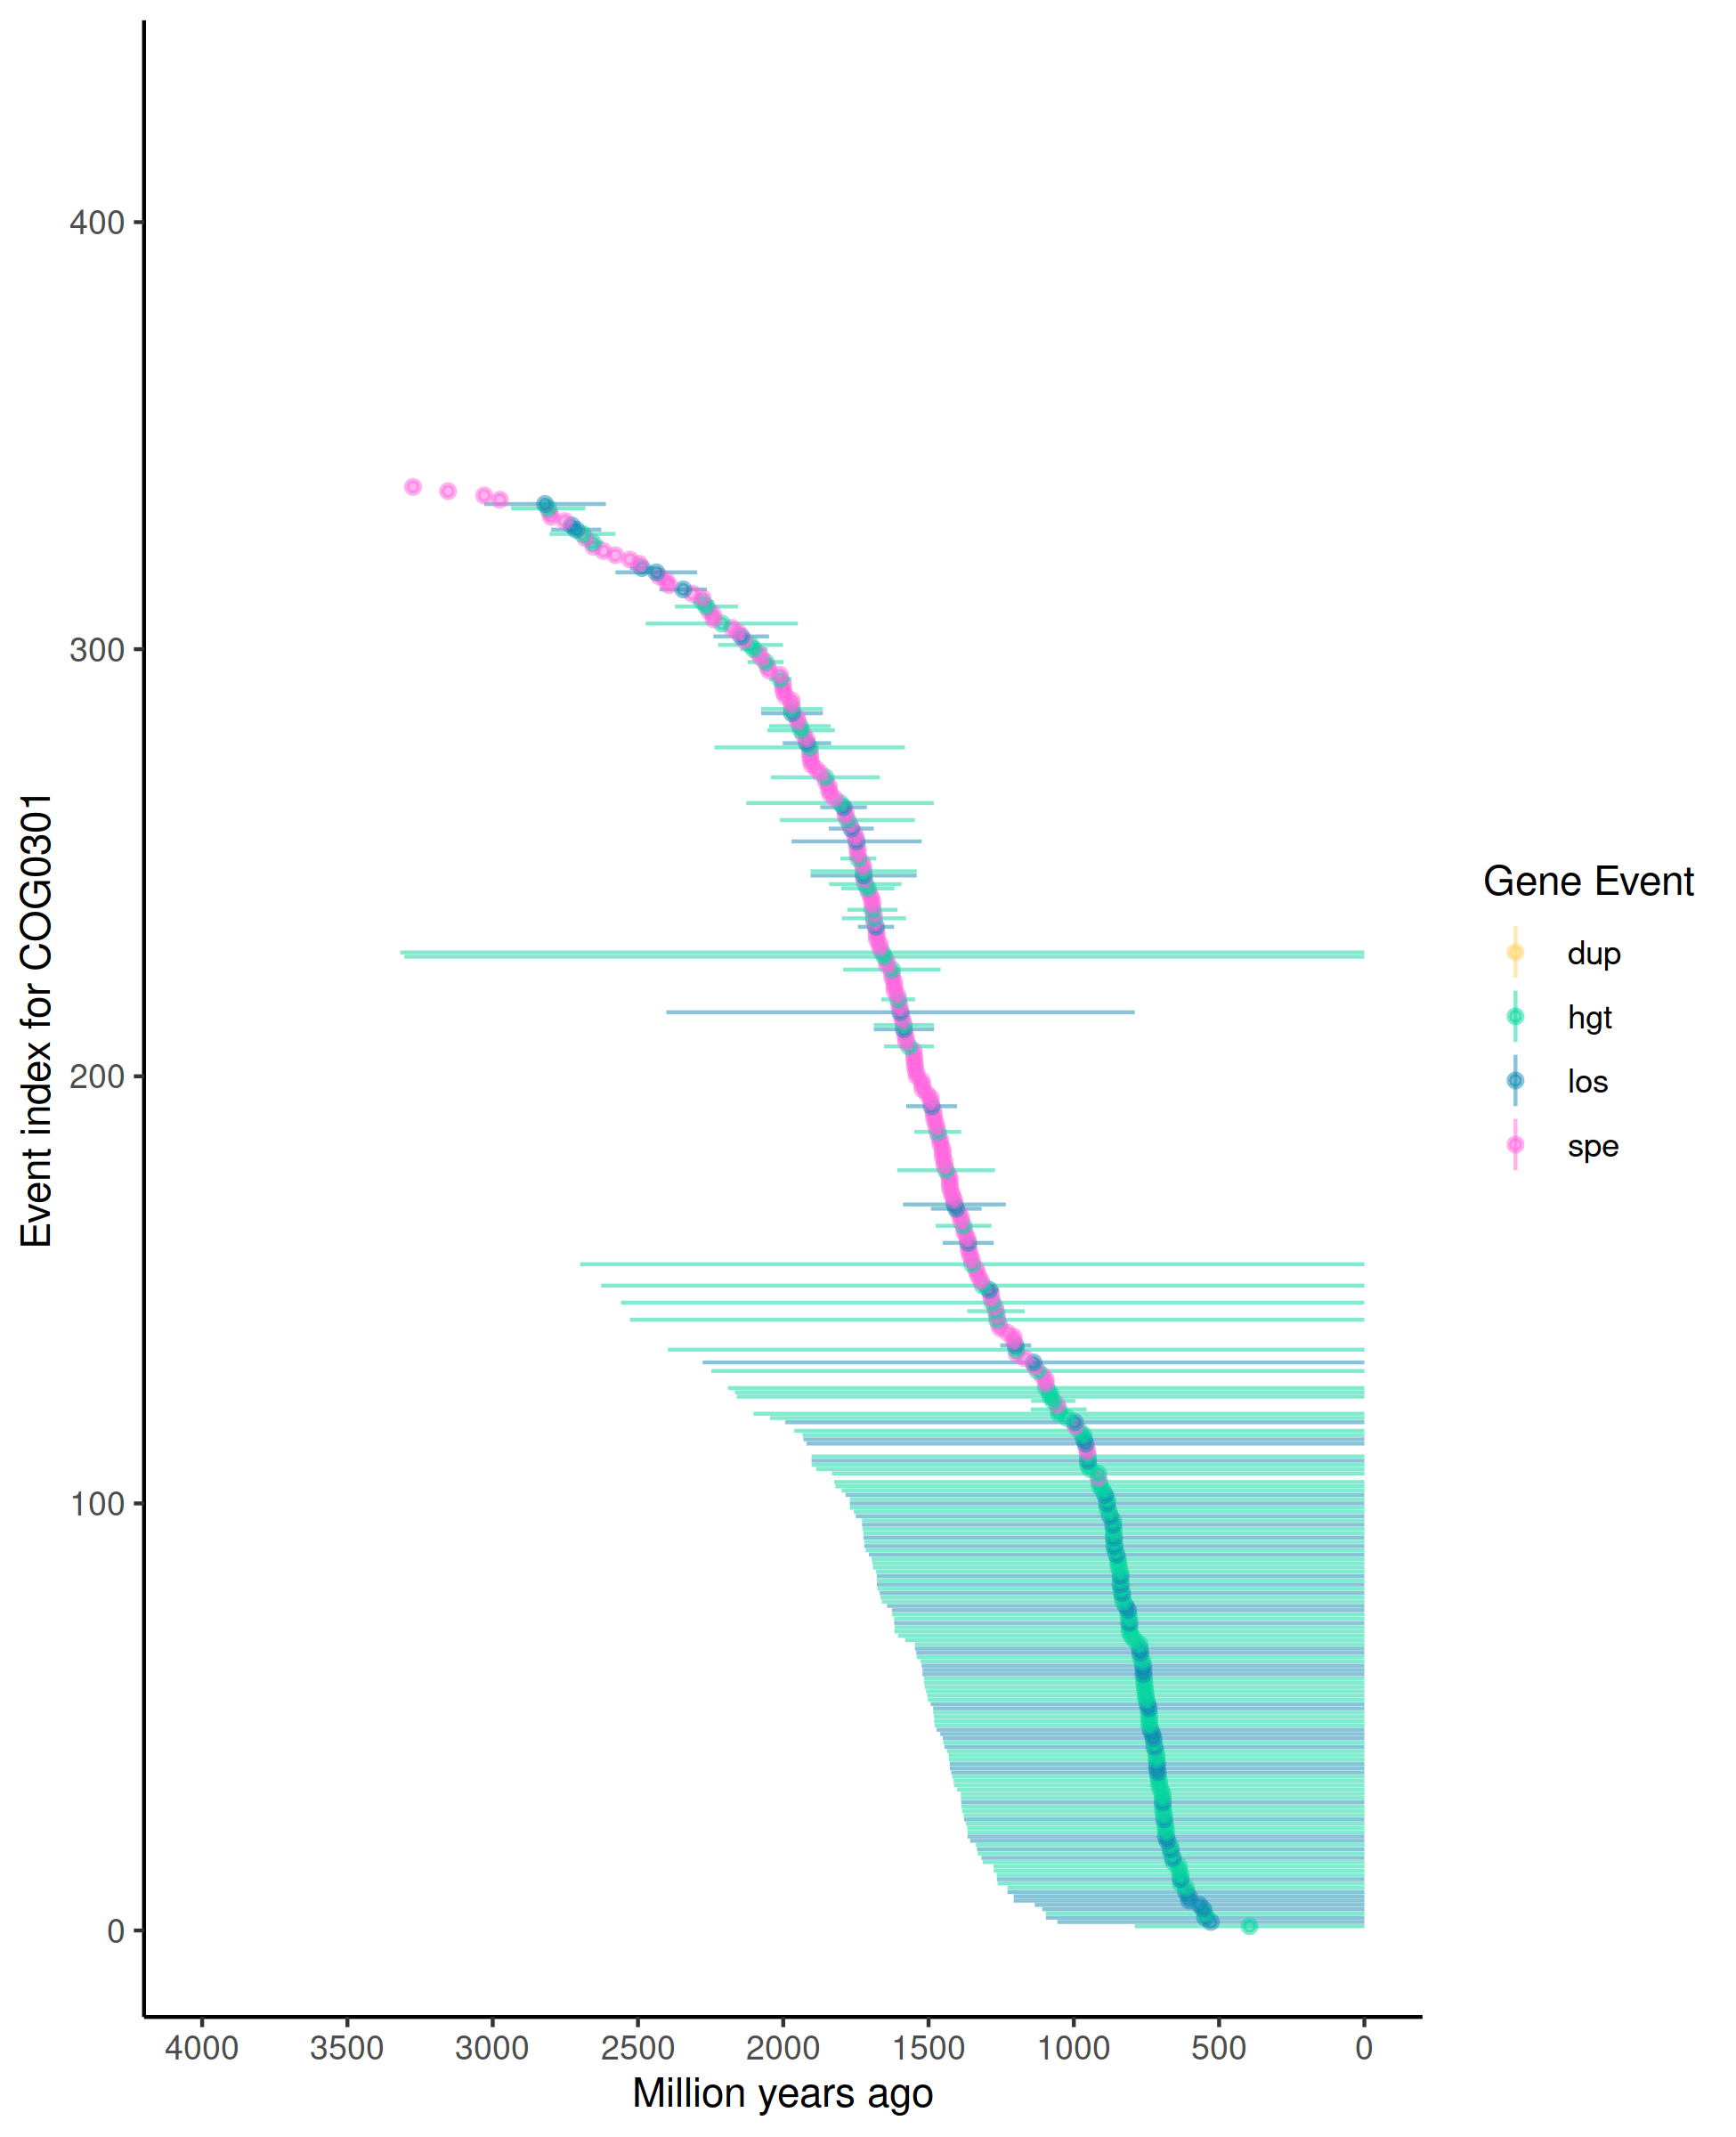 Event index for COG0301
400
300
200
100
0
4000 3500 3000 2500 2000 1500 1000 500 0
Million years ago
Gene Event
dup
hgt
los
spe